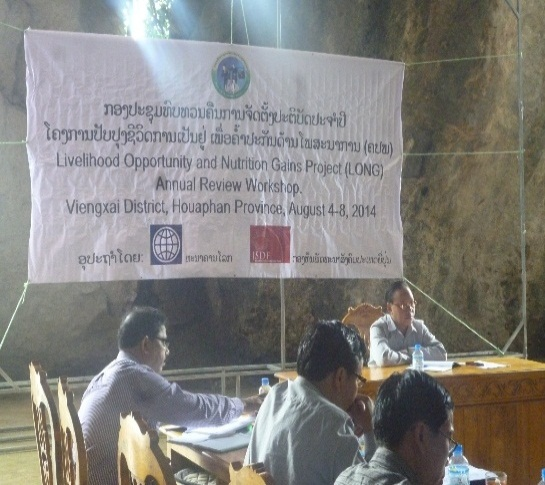 ກອງປະຊຸມທົບທວນຄືນການຈັດຕັ້ງປະຕິບັດປະຈຳປີ
ໂຄງການປັບປຸງຊີວິດການເປັນຢູ່ ເພື່ອຄ້ຳປະກັນດ້ານໂພສະນາການ (ຄປພ)
Livelihood Opportunity and Nutrition Gains Project (LONG)
Annual Review Workshop.
Viengxai District, Houaphan Province, August 4-8, 2014
ອຸປະຖຳໂດຍ: ທະນາຄານໂລກ JSDF